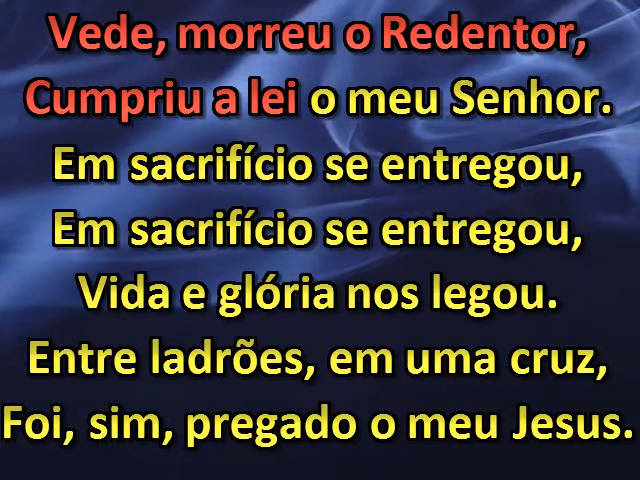 Vede, morreu o Redentor,
Cumpriu a lei o meu Senhor.
Em sacrifício se entregou,
Em sacrifício se entregou,
Vida e glória nos legou.
Entre ladrões, em uma cruz,
Foi, sim, pregado o meu Jesus.